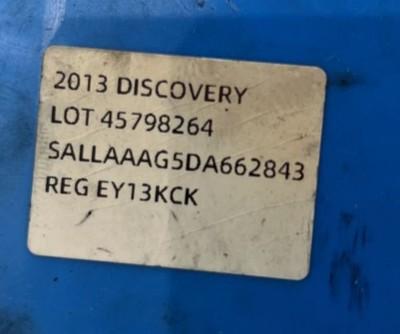 2013 DISCOVERY
LOT 45798264
SALLAAAG5DA662843
REG EY13KCK